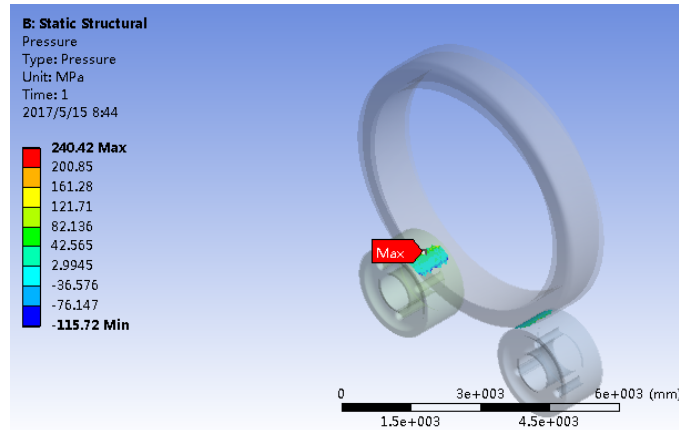 B: Static Structural
Pressure
Type: Pressure
Unit: MPa
Time: 1
2017/5/15 8:44
240.42 Max
200.85
161.28
121.71
82.136
42.565
2.9945
-36.576
-76.147
-115.72 Min
Max
0 3e+003 6e+003 (mm)
1.5e+003 4.5e+003